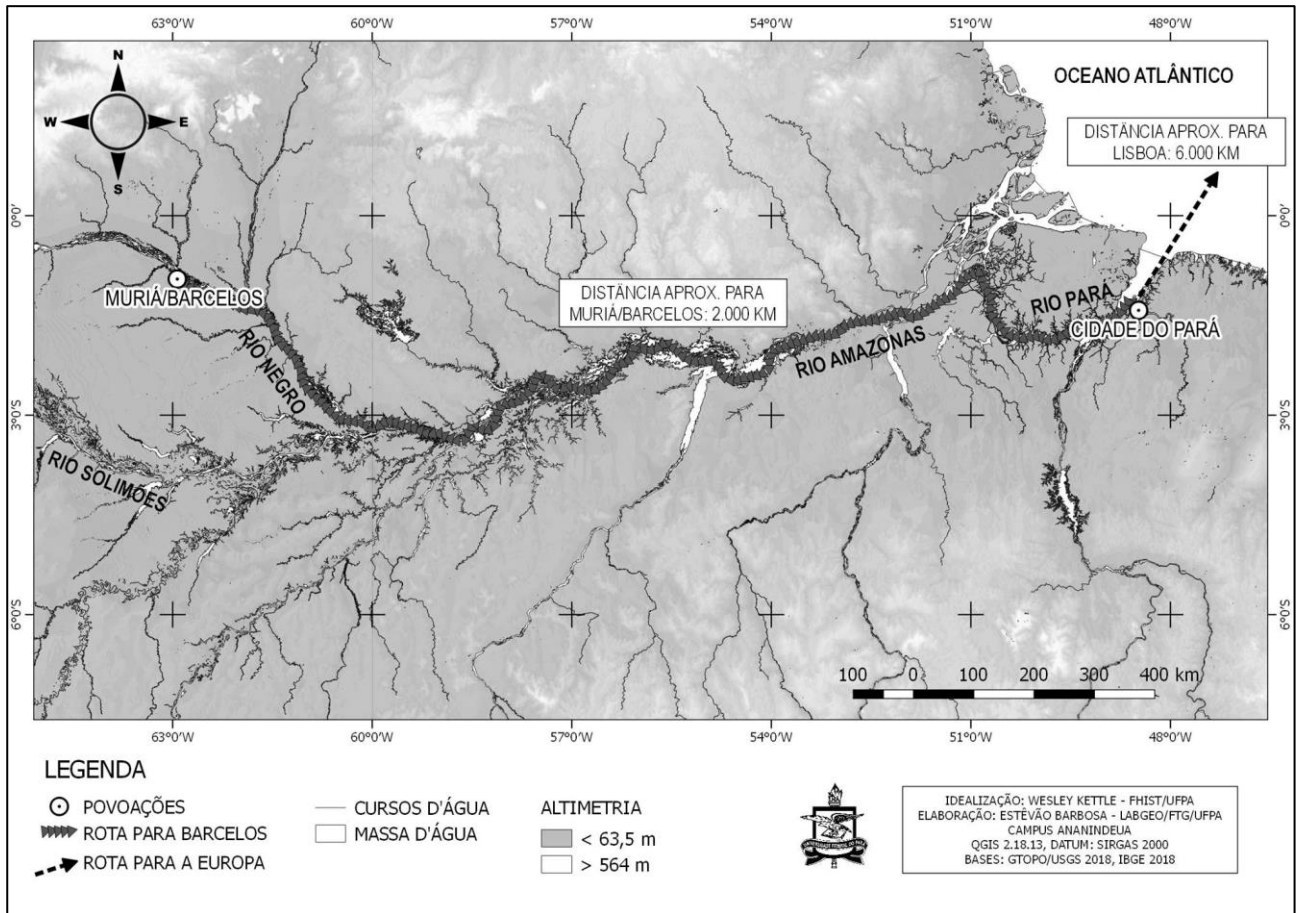 63°0'W 60°0'W 57°0'W 54°0'W 51°0'W 48°0'W
N
W E
S
OCEANO ATLÂNTICO
DISTÂNCIA APROX. PARA
LISBOA: 6.000 KM
0°0' 0°0'
MURIÁ/BARCELOS
DISTÂNCIA APROX. PARA
MURIÁ/BARCELOS: 2.000 KM
RIO PARÁ
CIDADE DO PARÁ
RIO NEGRO
RIO AMAZONAS
3°0'S 3°0'S
RIO SOLIMÕES
6°0'S 6°0'S
100 0 100 200 300 400 km
63°0'W 60°0'W 57°0'W 54°0'W 51°0'W 48°0'W
LEGENDA
POVOAÇÕES
ROTA PARA BARCELOS
ROTA PARA A EUROPA
CURSOS D'ÁGUA
MASSA D'ÁGUA
ALTIMETRIA
< 63,5 m
> 564 m
UNIVERSIDADE FEDERAL DO PARÁ
IDEALIZAÇÃO: WESLEY KETTLE - FHIST/UFPA
ELABORAÇÃO: ESTÊVÃO BARBOSA - LABGEO/FTG/UFPA
CAMPUS ANANINDEUA
QGIS 2.18.13, DATUM: SIRGAS 2000
BASES: GTOPO/USGS 2018, IBGE 2018